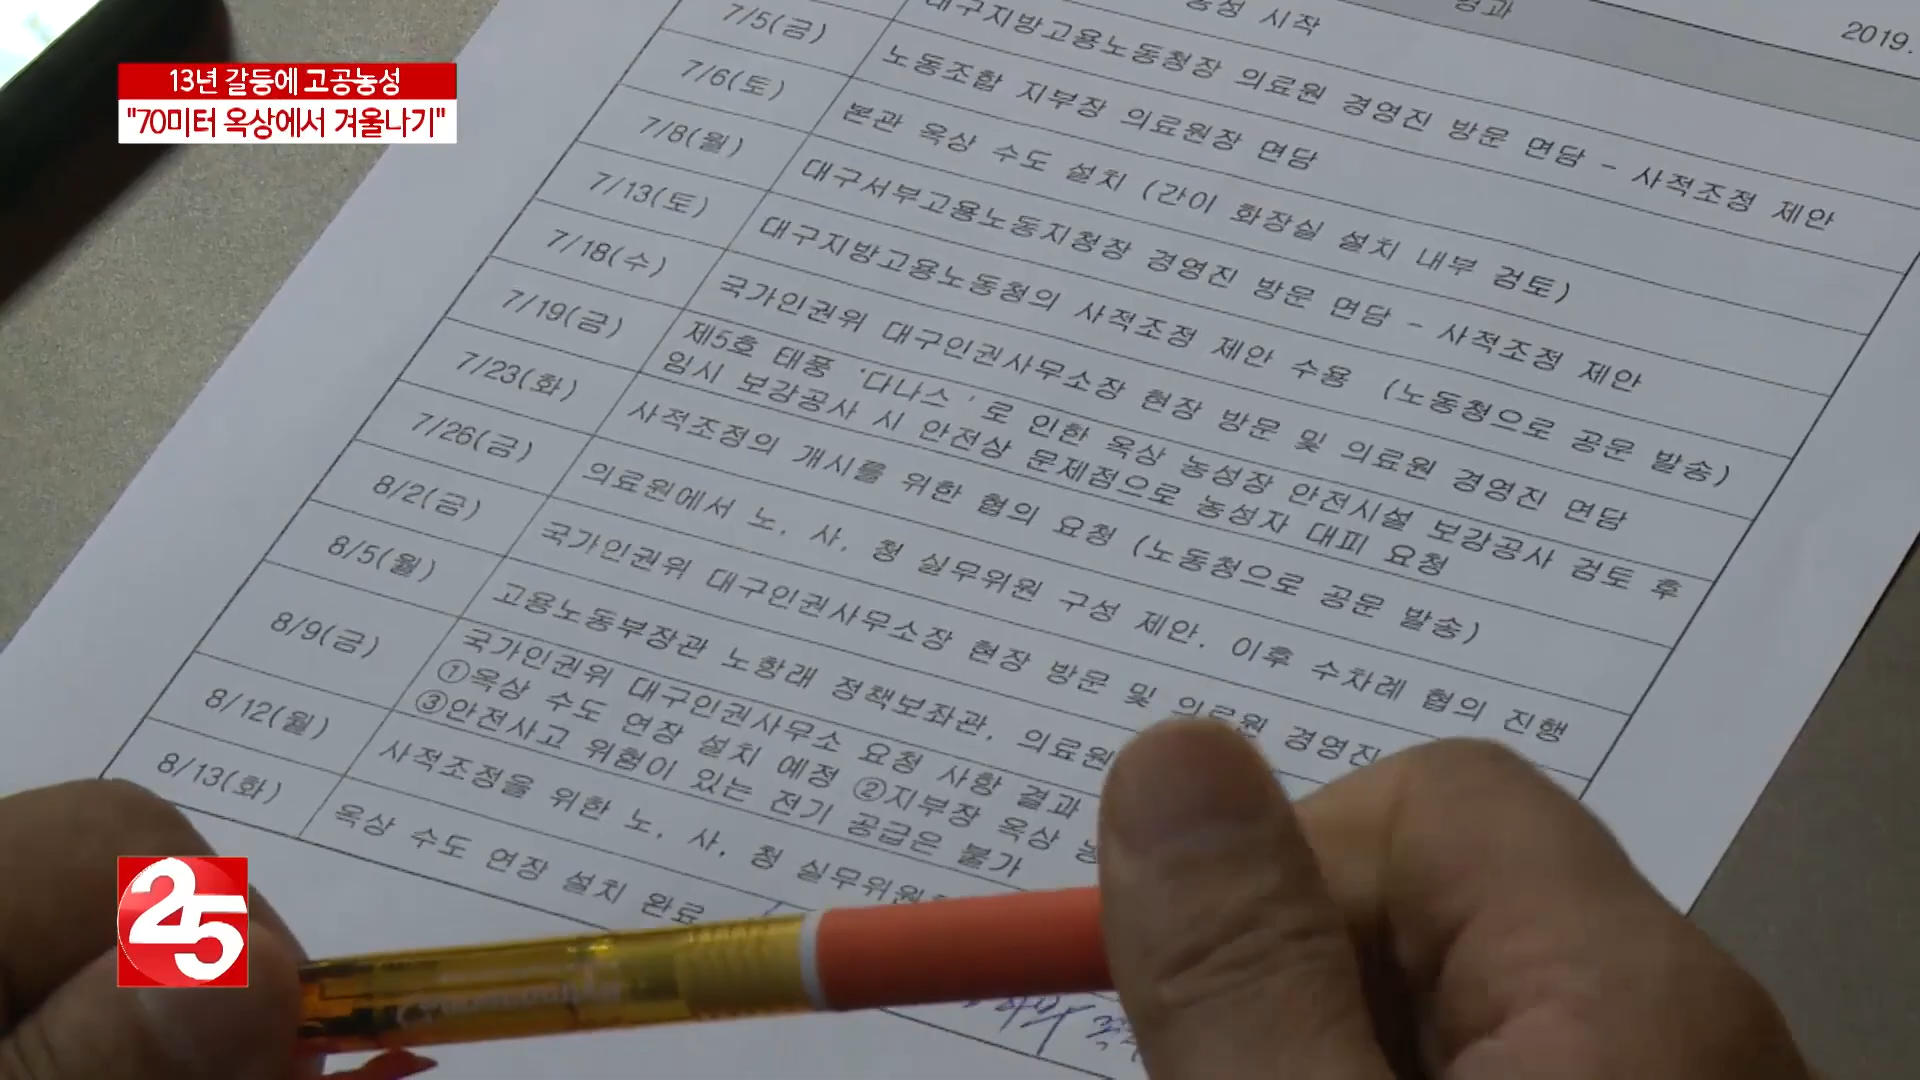 13년 갈등에 고공농성
"70미터 옥상에서 겨울나기"
2019.
농성 시작
대구지방고용노동청장 의료원 경영진 방문 면담 - 사적조정 제안
7/5(금) 노동조합 지부장 의료원장 면담
7/6(토) 본관 옥상 수도 설치 (간이 화장실 설치 내부 검토)
7/8(월) 대구서부고용노동지청장 경영진 방문 면담 - 사적조정 제안
7/13(토) 대구지방고용노동청의 사적조정 제안 수용 (노동청으로 공문 발송)
7/18(수) 국가인권위 대구인권사무소장 현장 방문 및 의료원 경영진 면담
7/19(금) 제5호 태풍 '다나스'로 인한 옥상 농성장 안전시설 보강공사 검토 후
임시 보강공사 시 안전상 문제점으로 농성자 대피 요청
7/23(화) 사적조정의 개시를 위한 협의 요청 (노동청으로 공문 발송)
7/26(금) 의료원에서 노, 사, 청 실무위원 구성 제안. 이후 수차례 협의 진행
8/2(금) 국가인권위 대구인권사무소장 현장 방문 및 의료원 경영진
8/5(월) 고용노동부장관 노항래 정책보좌관, 의료원
8/9(금) 국가인권위 대구인권사무소 요청 사항 결과
①옥상 수도 연장 설치 예정 ②지부장 옥상 농
③안전사고 위험이 있는 전기 공급은 불가
8/12(월) 사적조정을 위한 노, 사, 청 실무위원
8/13(화) 옥상 수도 연장 설치 완료
25